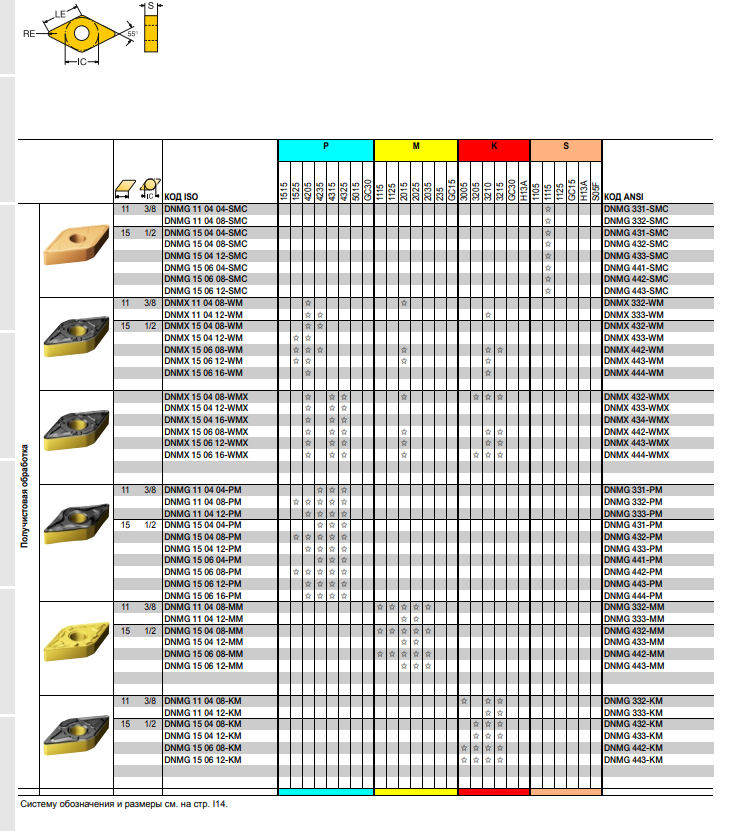 LE
S
RE
55°
IC
P M K S
КОД ISO 1515 1525 4205 4235 4315 4325 5015 GC30 1115 1125 2015 2025 2035 235 GC15 3005 3205 3210 3215 GC30 H13A 1105 1115 1125 GC15 H13A S05F КОД ANSI
IC
Получистовая обработка
11 3/8 DNMG 11 04 04-SMC ☆ DNMG 331-SMC
DNMG 11 04 08-SMC ☆ DNMG 332-SMC
15 1/2 DNMG 15 04 04-SMC ☆ DNMG 431-SMC
DNMG 15 04 08-SMC ☆ DNMG 432-SMC
DNMG 15 04 12-SMC ☆ DNMG 433-SMC
DNMG 15 06 04-SMC ☆ DNMG 441-SMC
DNMG 15 06 08-SMC ☆ DNMG 442-SMC
DNMG 15 06 12-SMC ☆ DNMG 443-SMC
11 3/8 DNMX 11 04 08-WM ☆ ☆ DNMX 332-WM
DNMX 11 04 12-WM ☆ ☆ ☆ DNMX 333-WM
15 1/2 DNMX 15 04 08-WM ☆ ☆ DNMX 432-WM
DNMX 15 04 12-WM ☆ ☆ DNMX 433-WM
DNMX 15 06 08-WM ☆ ☆ ☆ ☆ ☆ ☆ DNMX 442-WM
DNMX 15 06 12-WM ☆ ☆ ☆ ☆ DNMX 443-WM
DNMX 15 06 16-WM ☆ ☆ DNMX 444-WM
DNMX 15 04 08-WMX ☆ ☆ ☆ ☆ ☆ ☆ ☆ DNMX 432-WMX
DNMX 15 04 12-WMX ☆ ☆ ☆ DNMX 433-WMX
DNMX 15 04 16-WMX ☆ ☆ ☆ DNMX 434-WMX
DNMX 15 06 08-WMX ☆ ☆ ☆ ☆ ☆ ☆ DNMX 442-WMX
DNMX 15 06 12-WMX ☆ ☆ ☆ ☆ ☆ ☆ DNMX 443-WMX
DNMX 15 06 16-WMX ☆ ☆ ☆ ☆ ☆ ☆ DNMX 444-WMX
11 3/8 DNMG 11 04 04-PM ☆ ☆ ☆ DNMG 331-PM
DNMG 11 04 08-PM ☆ ☆ ☆ ☆ ☆ DNMG 332-PM
DNMG 11 04 12-PM ☆ ☆ ☆ ☆ DNMG 333-PM
15 1/2 DNMG 15 04 04-PM ☆ ☆ ☆ DNMG 431-PM
DNMG 15 04 08-PM ☆ ☆ ☆ ☆ ☆ DNMG 432-PM
DNMG 15 04 12-PM ☆ ☆ ☆ ☆ DNMG 433-PM
DNMG 15 06 04-PM ☆ ☆ ☆ DNMG 441-PM
DNMG 15 06 08-PM ☆ ☆ ☆ ☆ ☆ DNMG 442-PM
DNMG 15 06 12-PM ☆ ☆ ☆ ☆ DNMG 443-PM
DNMG 15 06 16-PM ☆ ☆ ☆ ☆ DNMG 444-PM
11 3/8 DNMG 11 04 08-MM ☆ ☆ ☆ ☆ ☆ DNMG 332-MM
DNMG 11 04 12-MM ☆ ☆ DNMG 333-MM
15 1/2 DNMG 15 04 08-MM ☆ ☆ ☆ ☆ ☆ DNMG 432-MM
DNMG 15 04 12-MM ☆ ☆ DNMG 433-MM
DNMG 15 06 08-MM ☆ ☆ ☆ ☆ ☆ DNMG 442-MM
DNMG 15 06 12-MM ☆ ☆ ☆ DNMG 443-MM
11 3/8 DNMG 11 04 08-KM ☆ ☆ ☆ DNMG 332-KM
DNMG 11 04 12-KM ☆ ☆ DNMG 333-KM
15 1/2 DNMG 15 04 08-KM ☆ ☆ ☆ DNMG 432-KM
DNMG 15 04 12-KM ☆ ☆ ☆ DNMG 433-KM
DNMG 15 06 08-KM ☆ ☆ ☆ ☆ DNMG 442-KM
DNMG 15 06 12-KM ☆ ☆ ☆ ☆ DNMG 443-KM
Систему обозначения и размеры см. на стр. I14.